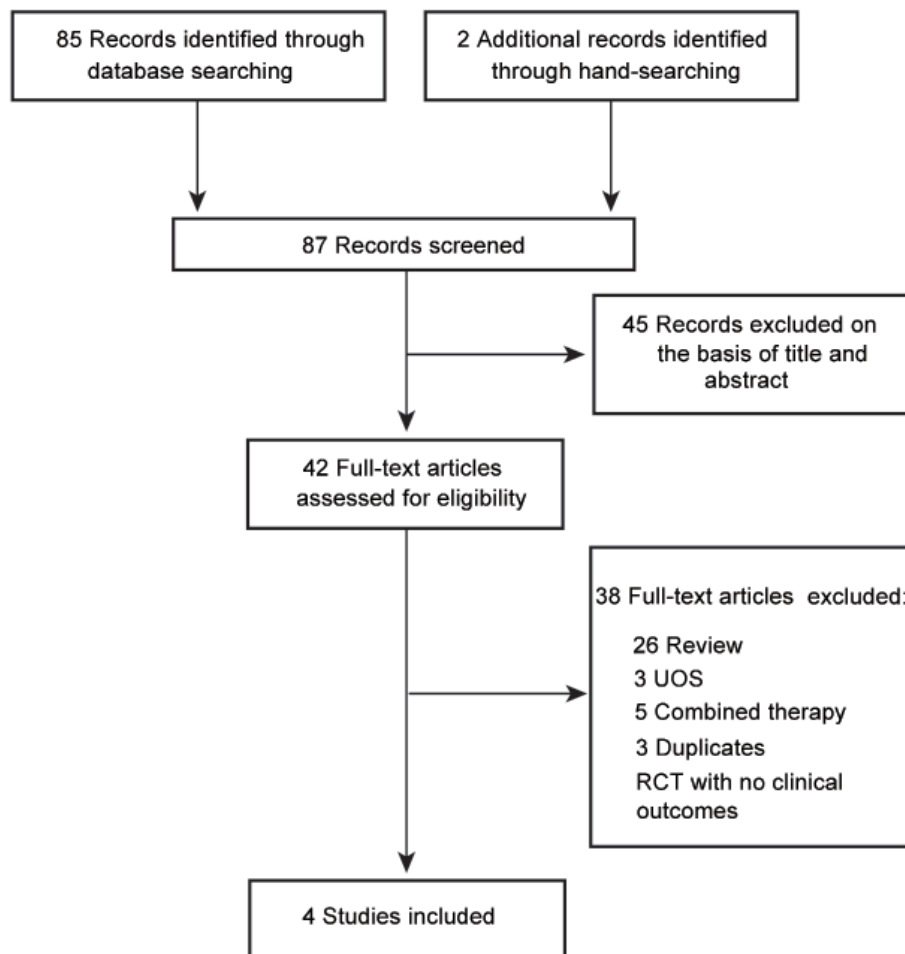 85 Records identified through
database searching
2 Additional records identified
through hand-searching
87 Records screened
45 Records excluded on
the basis of title and
abstract
42 Full-text articles
assessed for eligibility
38 Full-text articles excluded:
26 Review
3 UOS
5 Combined therapy
3 Duplicates
RCT with no clinical
outcomes
4 Studies included